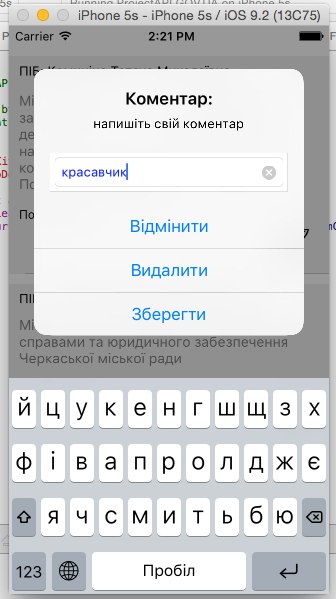 iPhone 5s - iPhone 5s / iOS 9.2 (13C75)
Carrier 2:21 PM
ПІБ:
Коментар:
напишіть свій коментар
красавчик
Відмінити
Видалити
Зберегти
справами та юридичного забезпечення
Черкаської міської ради
й ц у к е н г ш щ з х
ф і в а п р о л д ж є
я ч с м и т ь б ю
123 Пробіл